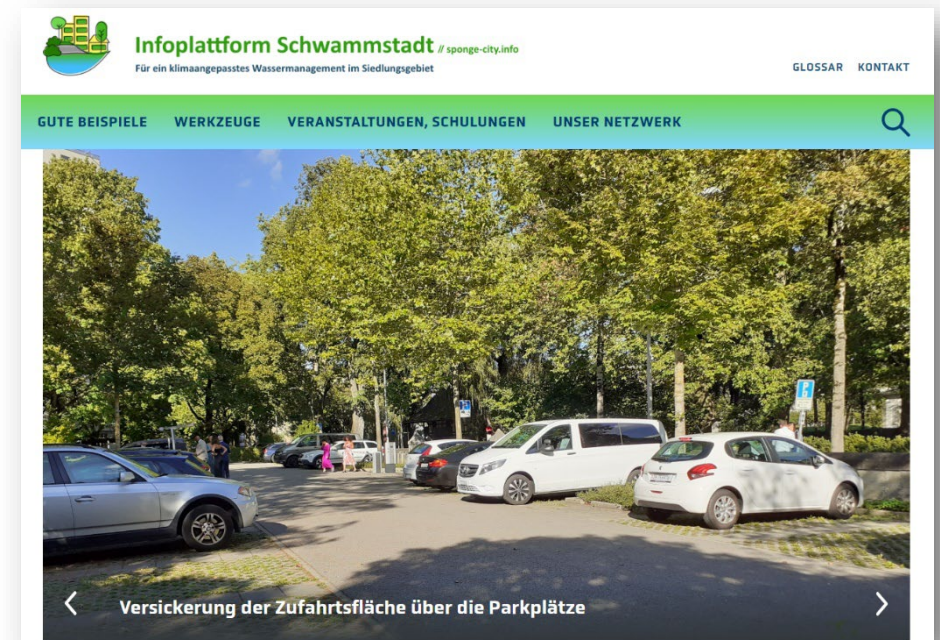 Infoplattform Schwammstadt // sponge-city.info
Für ein klimaangepasstes Wassermanagement im Siedlungsgebiet
GLOSSAR KONTAKT
GUTE BEISPIELE WERKZEUGE VERANSTALTUNGEN, SCHULUNGEN UNSER NETZWERK
P
Versickerung der Zufahrtsfläche über die Parkplätze